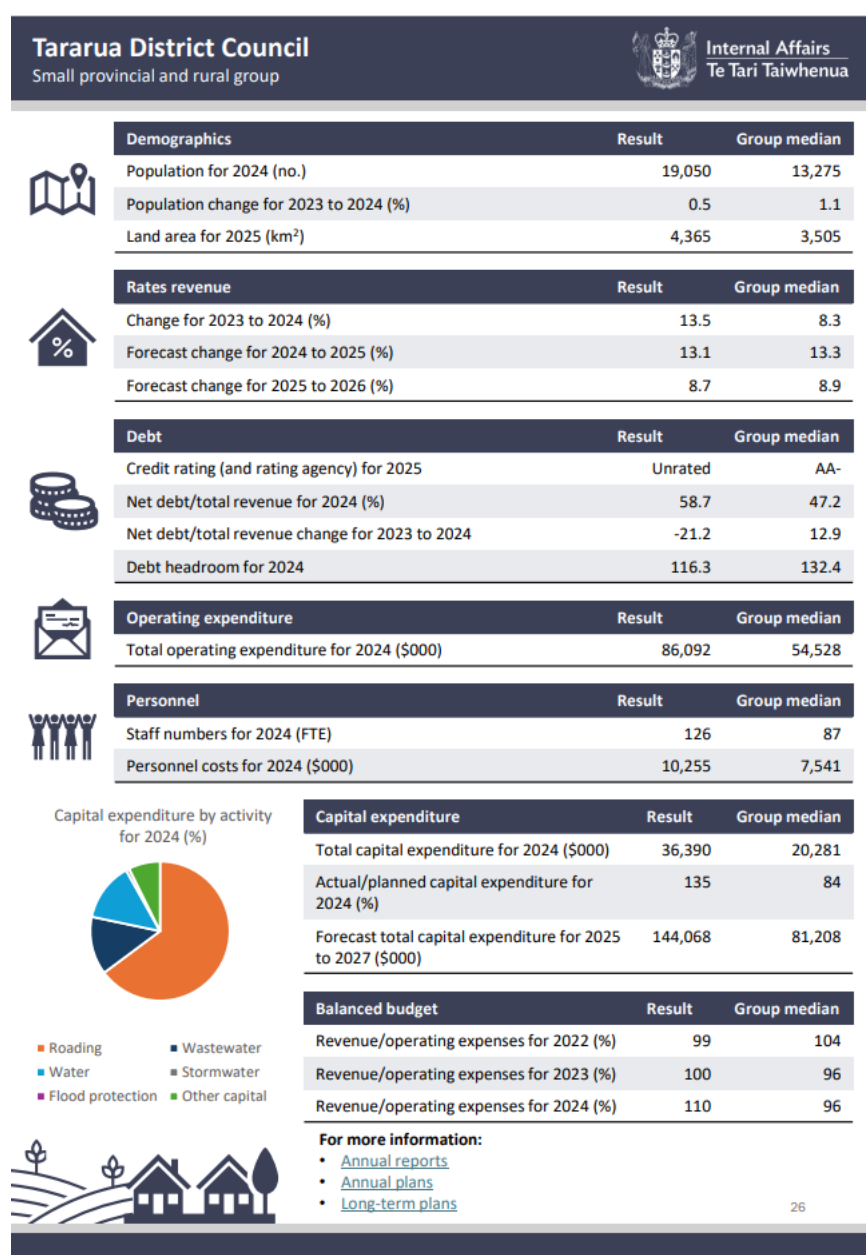 Tararua District Council
Small provincial and rural group
Internal Affairs
Te Tari Taiwhenua
Demographics Result Group median
Population for 2024 (no.) 19,050 13,275
Population change for 2023 to 2024 (%) 0.5 1.1
Land area for 2025 (km²) 4,365 3,505
Rates revenue Result Group median
%
Change for 2023 to 2024 (%) 13.5 8.3
Forecast change for 2024 to 2025 (%) 13.1 13.3
Forecast change for 2025 to 2026 (%) 8.7 8.9
Debt Result Group median
Credit rating (and rating agency) for 2025 Unrated AA-
Net debt/total revenue for 2024 (%) 58.7 47.2
Net debt/total revenue change for 2023 to 2024 -21.2 12.9
Debt headroom for 2024 116.3 132.4
Operating expenditure Result Group median
Total operating expenditure for 2024 ($000) 86,092 54,528
Personnel Result Group median
Staff numbers for 2024 (FTE) 126 87
Personnel costs for 2024 ($000) 10,255 7,541
Capital expenditure by activity
for 2024 (%)
Roading Wastewater
Water Stormwater
Flood protection Other capital
Capital expenditure Result Group median
Total capital expenditure for 2024 ($000) 36,390 20,281
Actual/planned capital expenditure for 135 84
2024 (%)
Forecast total capital expenditure for 2025 144,068 81,208
to 2027 ($000)
Balanced budget Result Group median
Revenue/operating expenses for 2022 (%) 99 104
Revenue/operating expenses for 2023 (%) 100 96
Revenue/operating expenses for 2024 (%) 110 96
For more information:
• Annual reports
• Annual plans
• Long-term plans
26